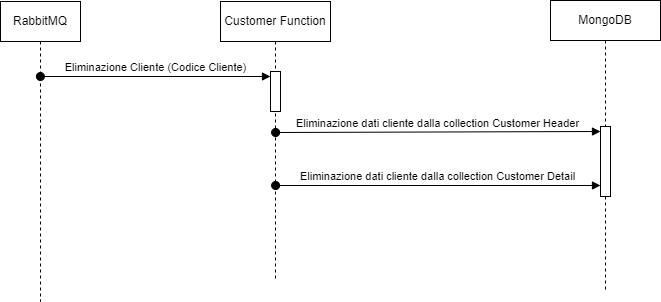 RabbitMQ
Customer Function
MongoDB
Eliminazione Cliente (Codice Cliente)
Eliminazione dati cliente dalla collection Customer Header
Eliminazione dati cliente dalla collection Customer Detail